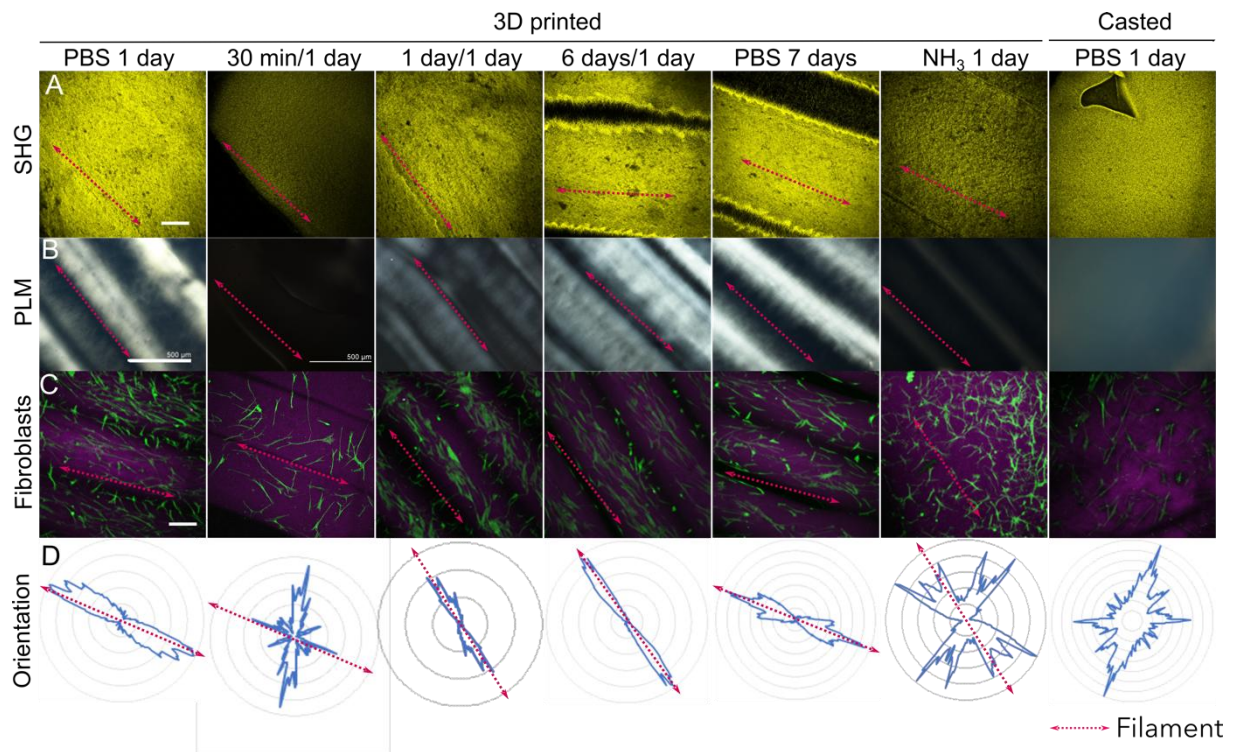 3D printed Casted
PBS 1 day 30 min/1 day 1 day/1 day 6 days/1 day PBS 7 days NH₃ 1 day PBS 1 day
A
SHG
B
PLM
500 µm
500 µm
C
Fibroblasts
D
Orientation
Filament